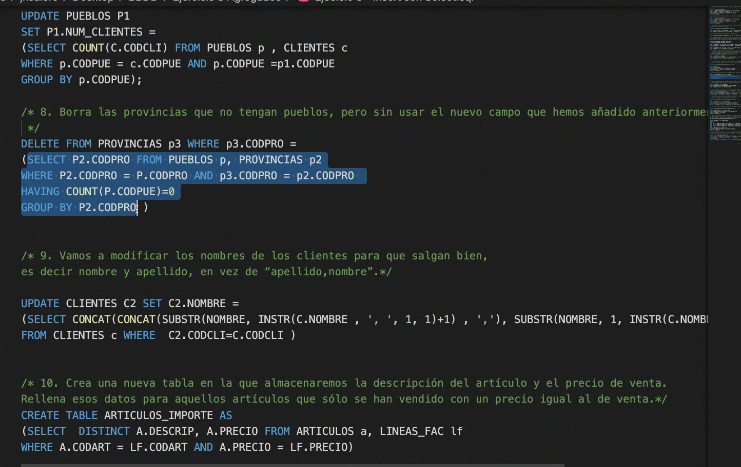 UPDATE PUEBLOS P1
SET P1.NUM_CLIENTES =
(SELECT COUNT(C.CODCLI) FROM PUEBLOS p , CLIENTES c
WHERE p.CODPUE = c.CODPUE AND p.CODPUE =p1.CODPUE
GROUP BY p.CODPUE);
/* 8. Borra las provincias que no tengan pueblos, pero sin usar el nuevo campo que hemos añadido anteriorme
*/
DELETE FROM PROVINCIAS p3 WHERE p3.CODPRO =
(SELECT P2.CODPRO FROM PUEBLOS p, PROVINCIAS p2
WHERE P2.CODPRO = P.CODPRO AND p3.CODPRO = p2.CODPRO
HAVING COUNT(P.CODPUE)=0
GROUP BY P2.CODPRO )
/* 9. Vamos a modificar los nombres de los clientes para que salgan bien,
es decir nombre y apellido, en vez de “apellido,nombre”.*/
UPDATE CLIENTES C2 SET C2.NOMBRE =
(SELECT CONCAT(CONCAT(SUBSTR(NOMBRE, INSTR(C.NOMBRE , ', ', 1, 1)+1) , ','), SUBSTR(NOMBRE, 1, INSTR(C.NOMB
FROM CLIENTES c WHERE  C2.CODCLI=C.CODCLI )
/* 10. Crea una nueva tabla en la que almacenaremos la descripción del artículo y el precio de venta.
Rellena esos datos para aquellos artículos que sólo se han vendido con un precio igual al de venta.*/
CREATE TABLE ARTICULOS_IMPORTE AS
(SELECT  DISTINCT A.DESCRIP, A.PRECIO FROM ARTICULOS a, LINEAS_FAC lf
WHERE A.CODART = LF.CODART AND A.PRECIO = LF.PRECIO)